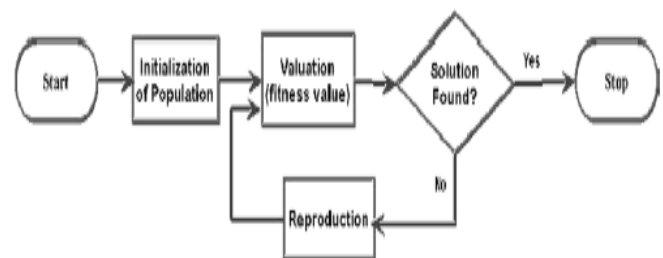 Start
Initialization
of Population
Valuation
(fitness value)
Solution
Found?
Yes
Stop
No
Reproduction